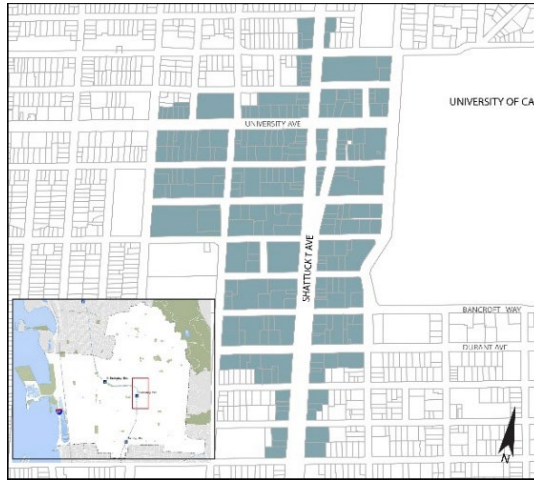 UNIVERSITY OF CA
UNIVERSITY AVE
SHATTUCK AVE
BANCROFT WAY
DURANT AVE
N